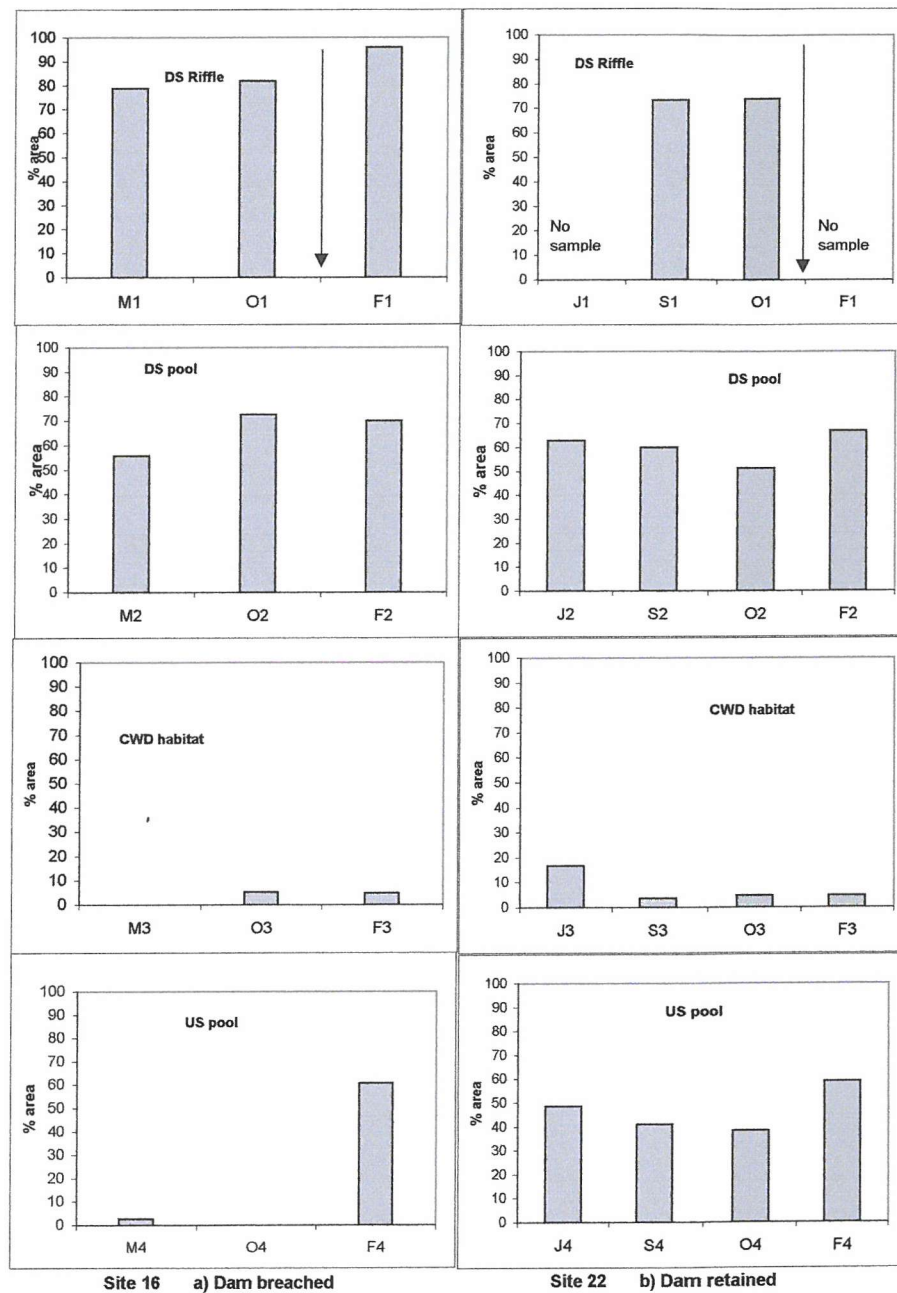 DS Riffle
% area
100
90
80
70
60
50
40
30
20
10
0
M1 O1 F1
DS Riffle
% area
100
90
80
70
60
50
40
30
20
10
0
No
sample
No
sample
J1 S1 O1 F1
DS pool
% area
100
90
80
70
60
50
40
30
20
10
0
M2 O2 F2
DS pool
% area
100
90
80
70
60
50
40
30
20
10
0
J2 S2 O2 F2
CWD habitat
% area
100
90
80
70
60
50
40
30
20
10
0
M3 O3 F3
CWD habitat
% area
100
90
80
70
60
50
40
30
20
10
0
J3 S3 O3 F3
US pool
% area
100
90
80
70
60
50
40
30
20
10
0
M4 O4 F4
US pool
% area
100
90
80
70
60
50
40
30
20
10
0
J4 S4 O4 F4
Site 16 a) Dam breached
Site 22 b) Dam retained